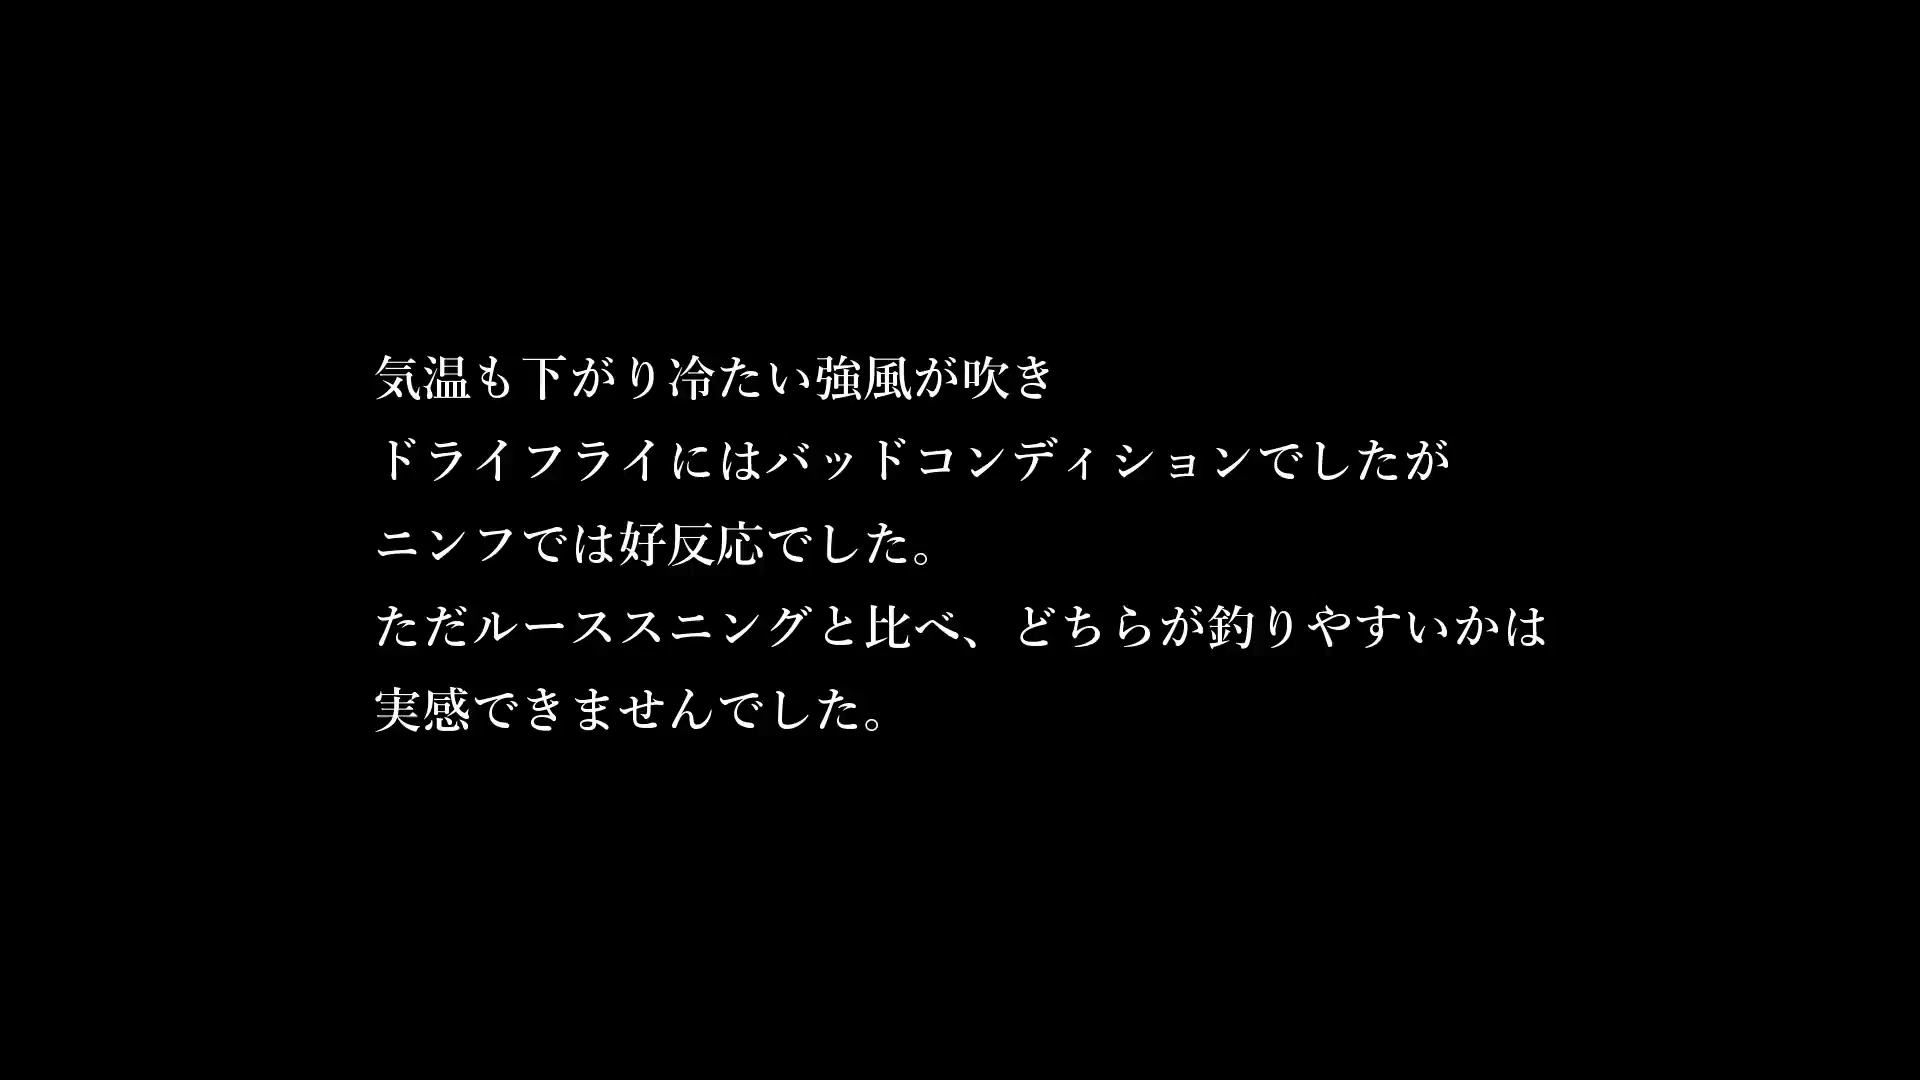 気温も下がり冷たい強風が吹き
ドライフライにはバッドコンディションでしたが
ニンフでは好反応でした。
ただルーススニングと比べ、どちらが釣りやすいかは
実感できませんでした。